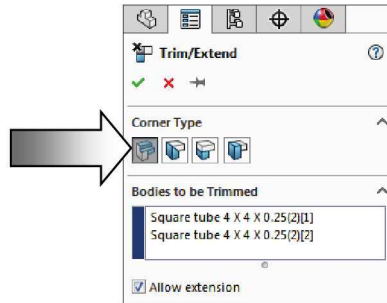 Trim/Extend
Corner Type
Bodies to be Trimmed
Square tube 4 X 4 X 0.25(2)[1]
Square tube 4 X 4 X 0.25(2)[2]
Allow extension